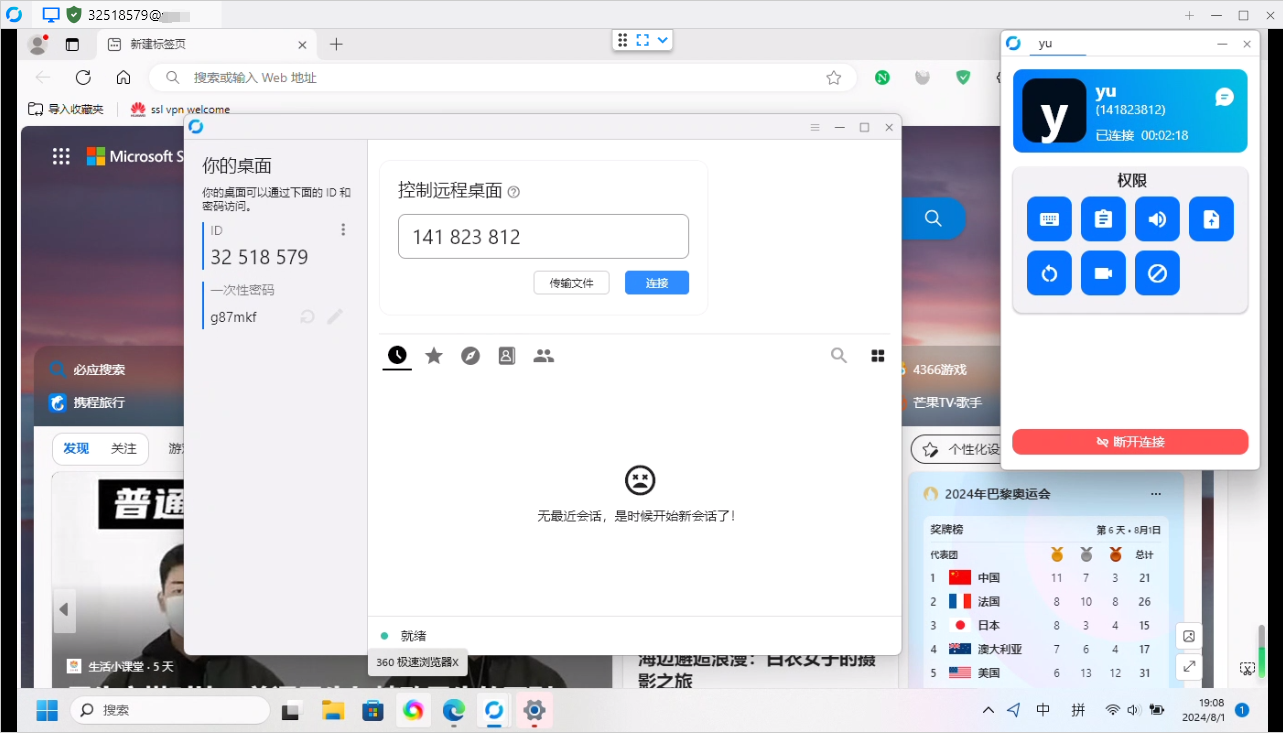 32518579@
新建标签页
搜索或输入 Web 地址
导入收藏夹
ssl vpn welcome
Microsoft S
你的桌面
你的桌面可以通过下面的 ID 和
密码访问。
ID
32 518 579
一次性密码
g87mkf
控制远程桌面
141 823 812
传输文件
连接
无最近会话，是时候开始新会话了！
就绪
360 极速浏览器X
yu
y
yu
(141823812)
已连接 00:02:18
权限
断开连接
必应搜索
携程旅行
4366游戏
芒果TV·歌手
发现
关注
普通
生活小课堂 · 5 天
海边邂逅浪漫：白衣女子的摄
影之旅
个性化设
2024年巴黎奥运会
奖牌榜
第 6 天 • 8月1日
代表团
总计
1 中国 11 7 3 21
2 法国 8 10 8 26
3 日本 8 3 4 15
4 澳大利亚 7 6 4 17
5 美国 6 13 12 31
搜索
中
拼
19:08
2024/8/1
1